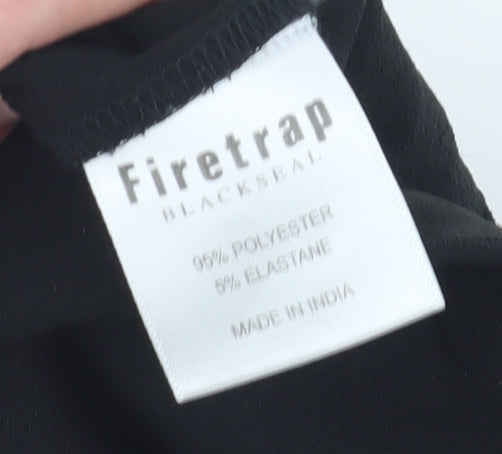 Firetrap
BLACKSEAL
95% POLYESTER
5% ELASTANE
MADE IN INDIA